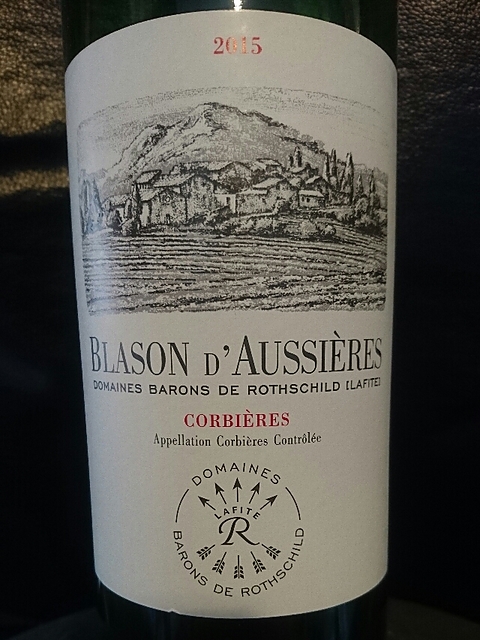 2015
BLASON D'AUSSIÈRES
DOMAINES BARONS DE ROTHSCHILD [LAFITE]
CORBIÈRES
Appellation Corbières Contrôlée
DOMAINES
LAFITE
R
BARONS DE ROTHSCHILD